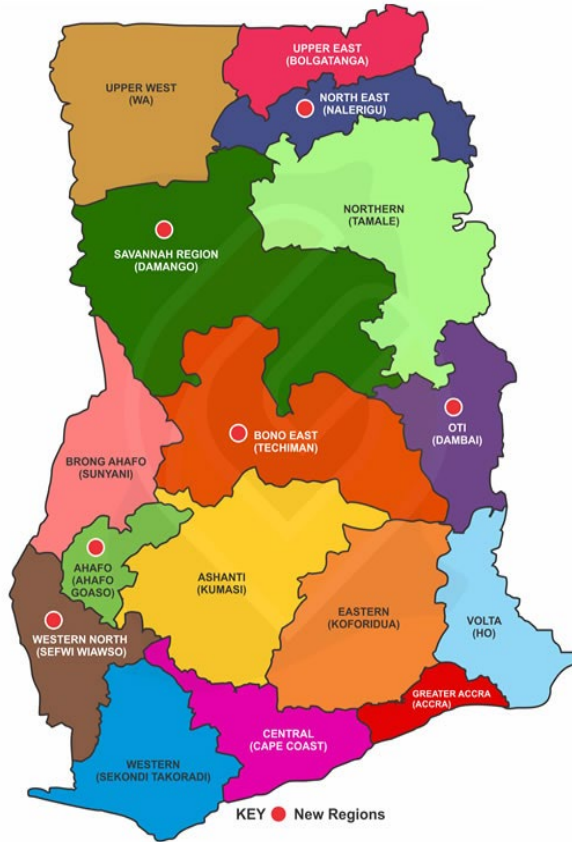 UPPER EAST
(BOLGATANGA)
UPPER WEST
(WA)
NORTH EAST
(NALERIGU)
NORTHERN
(TAMALE)
SAVANNAH REGION
(DAMANGO)
OTI
(DAMBAI)
BONO EAST
(TECHIMAN)
BRONG AHAFO
(SUNYANI)
AHAFO
(AHAFO
GOASO)
ASHANTI
(KUMASI)
EASTERN
(KOFORIDUA)
VOLTA
(HO)
WESTERN NORTH
(SEFWI WIAWSO)
GREATER ACCRA
(ACCRA)
CENTRAL
(CAPE COAST)
WESTERN
(SEKONDI TAKORADI)
KEY New Regions